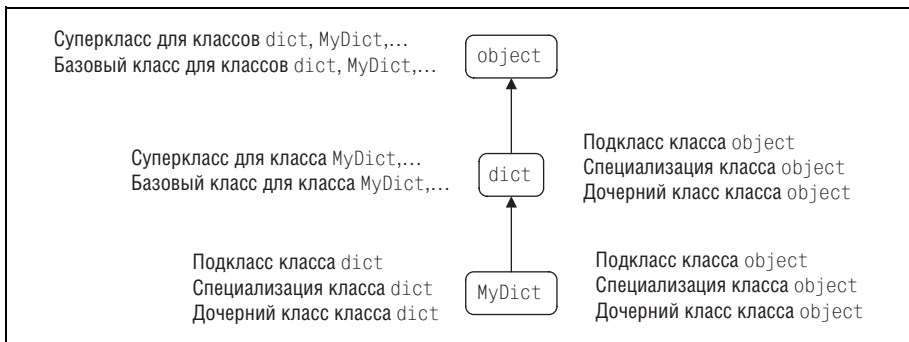 Суперкласс для классов dict, MyDict,...
Базовый класс для классов dict, MyDict,...
object
Суперкласс для класса MyDict,...
Базовый класс для класса MyDict,...
dict
Подкласс класса object
Специализация класса object
Дочерний класс класса object
Подкласс класса dict
Специализация класса dict
Дочерний класс класса dict
MyDict
Подкласс класса object
Специализация класса object
Дочерний класс класса object